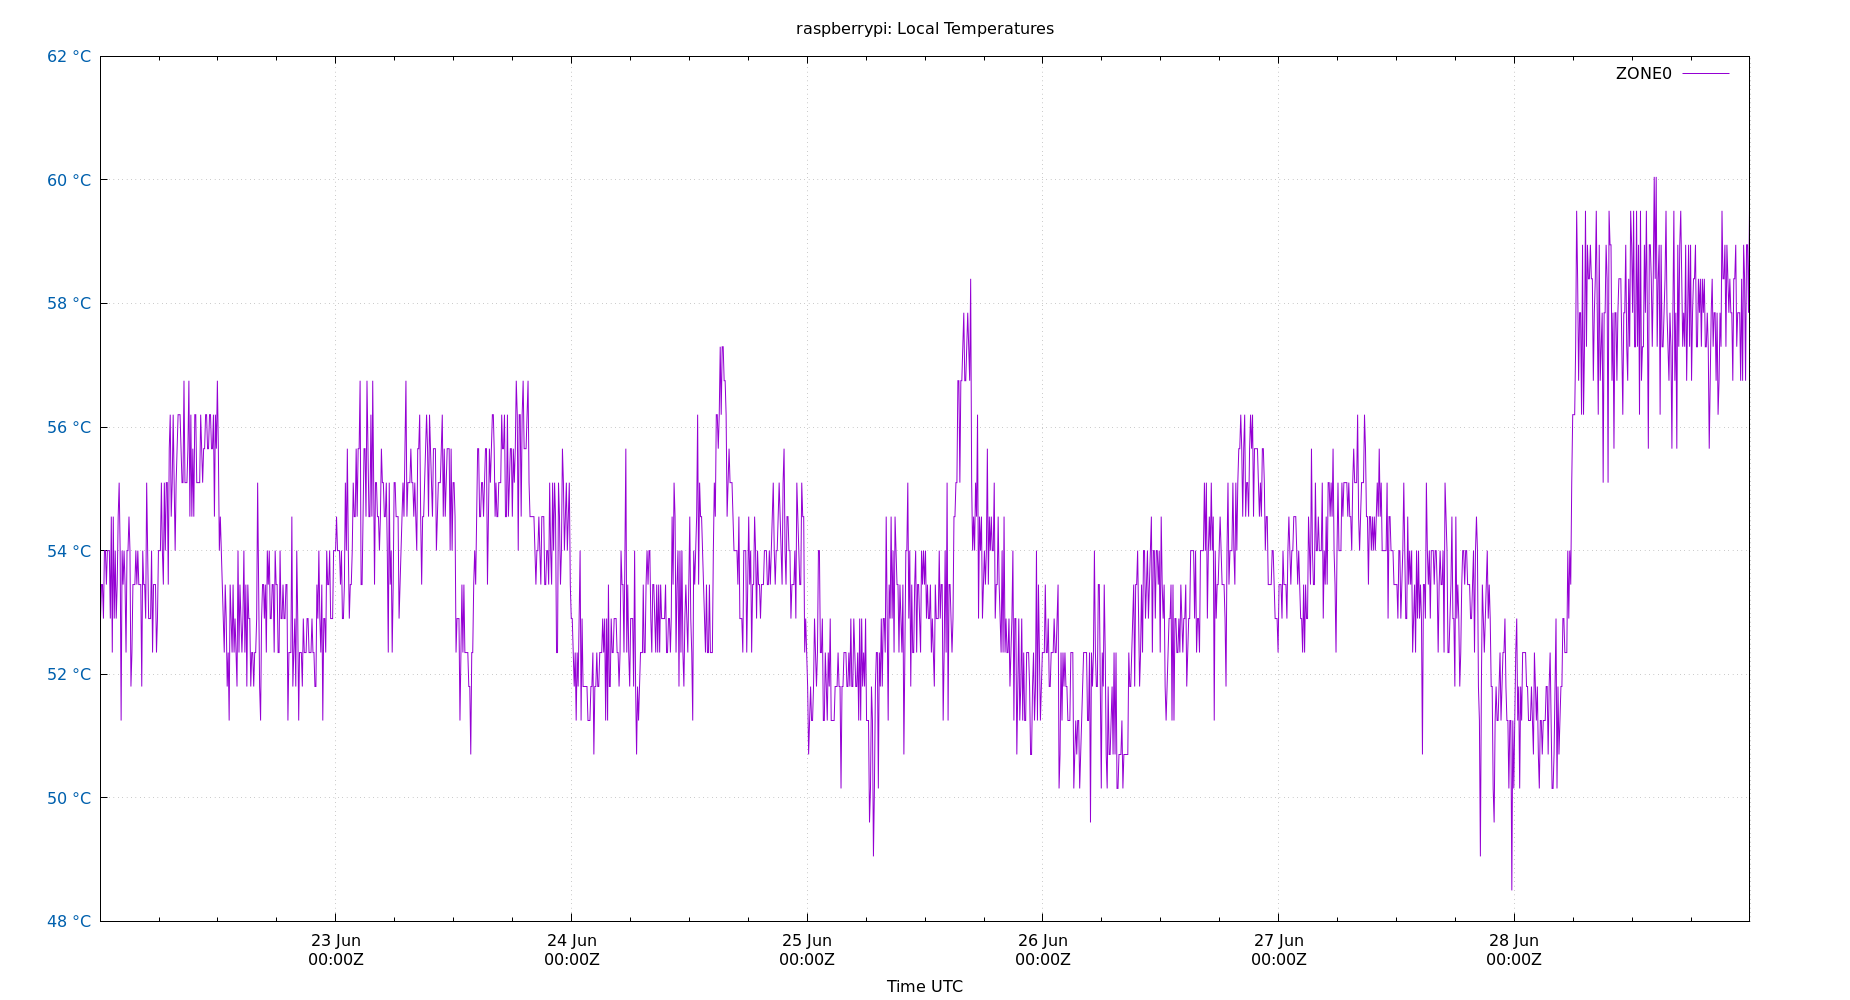 raspberrypi: Local Temperatures
62 °C
ZONE0
60 °C
58 °C
56 °C
54 °C
52 °C
50 °C
48 °C
23 Jun 24 Jun 25 Jun 26 Jun 27 Jun 28 Jun
00:00Z 00:00Z 00:00Z 00:00Z 00:00Z 00:00Z
Time UTC